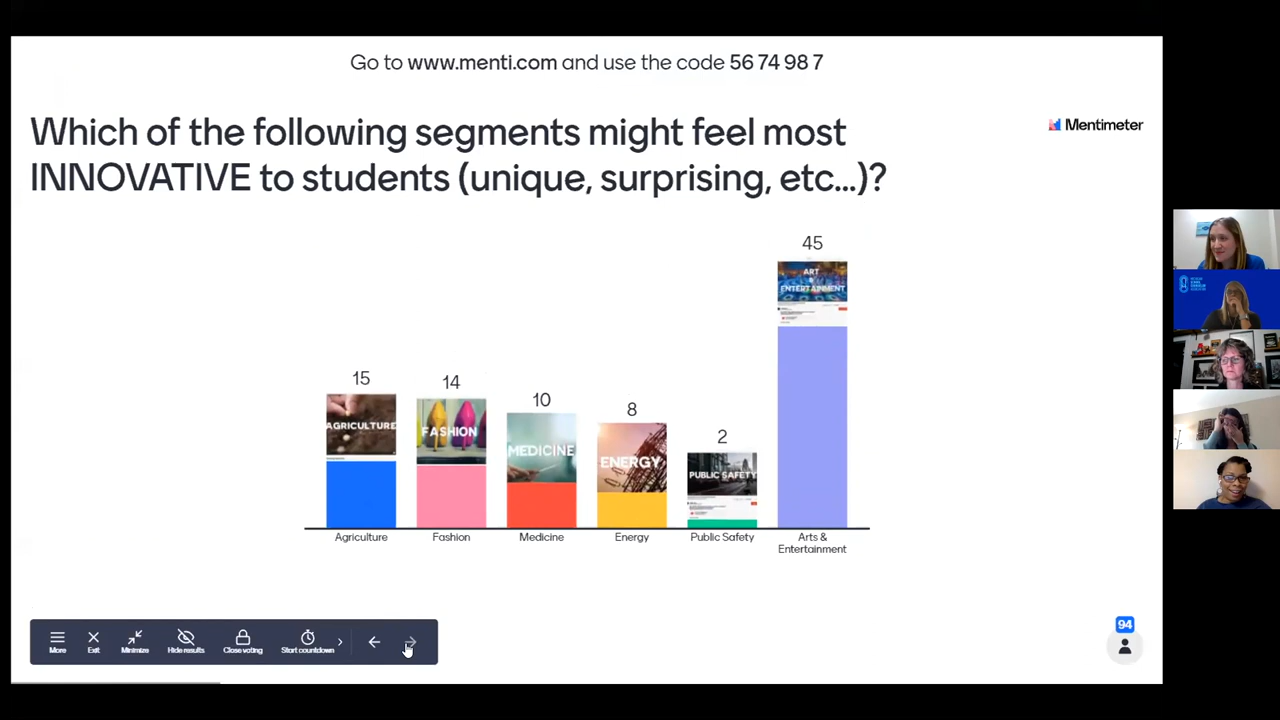 Go to www.menti.com and use the code 56 74 98 7
Which of the following segments might feel most
INNOVATIVE to students (unique, surprising, etc...)?
Mentimeter
45
15
14
10
8
2
ART
&
ENTERTAINMENT
AGRICULTURE
FASHION
MEDICINE
ENERGY
PUBLIC SAFETY
Agriculture
Fashion
Medicine
Energy
Public Safety
Arts &
Entertainment
More
Exit
Minimize
Hide results
Close voting
Start countdown
94